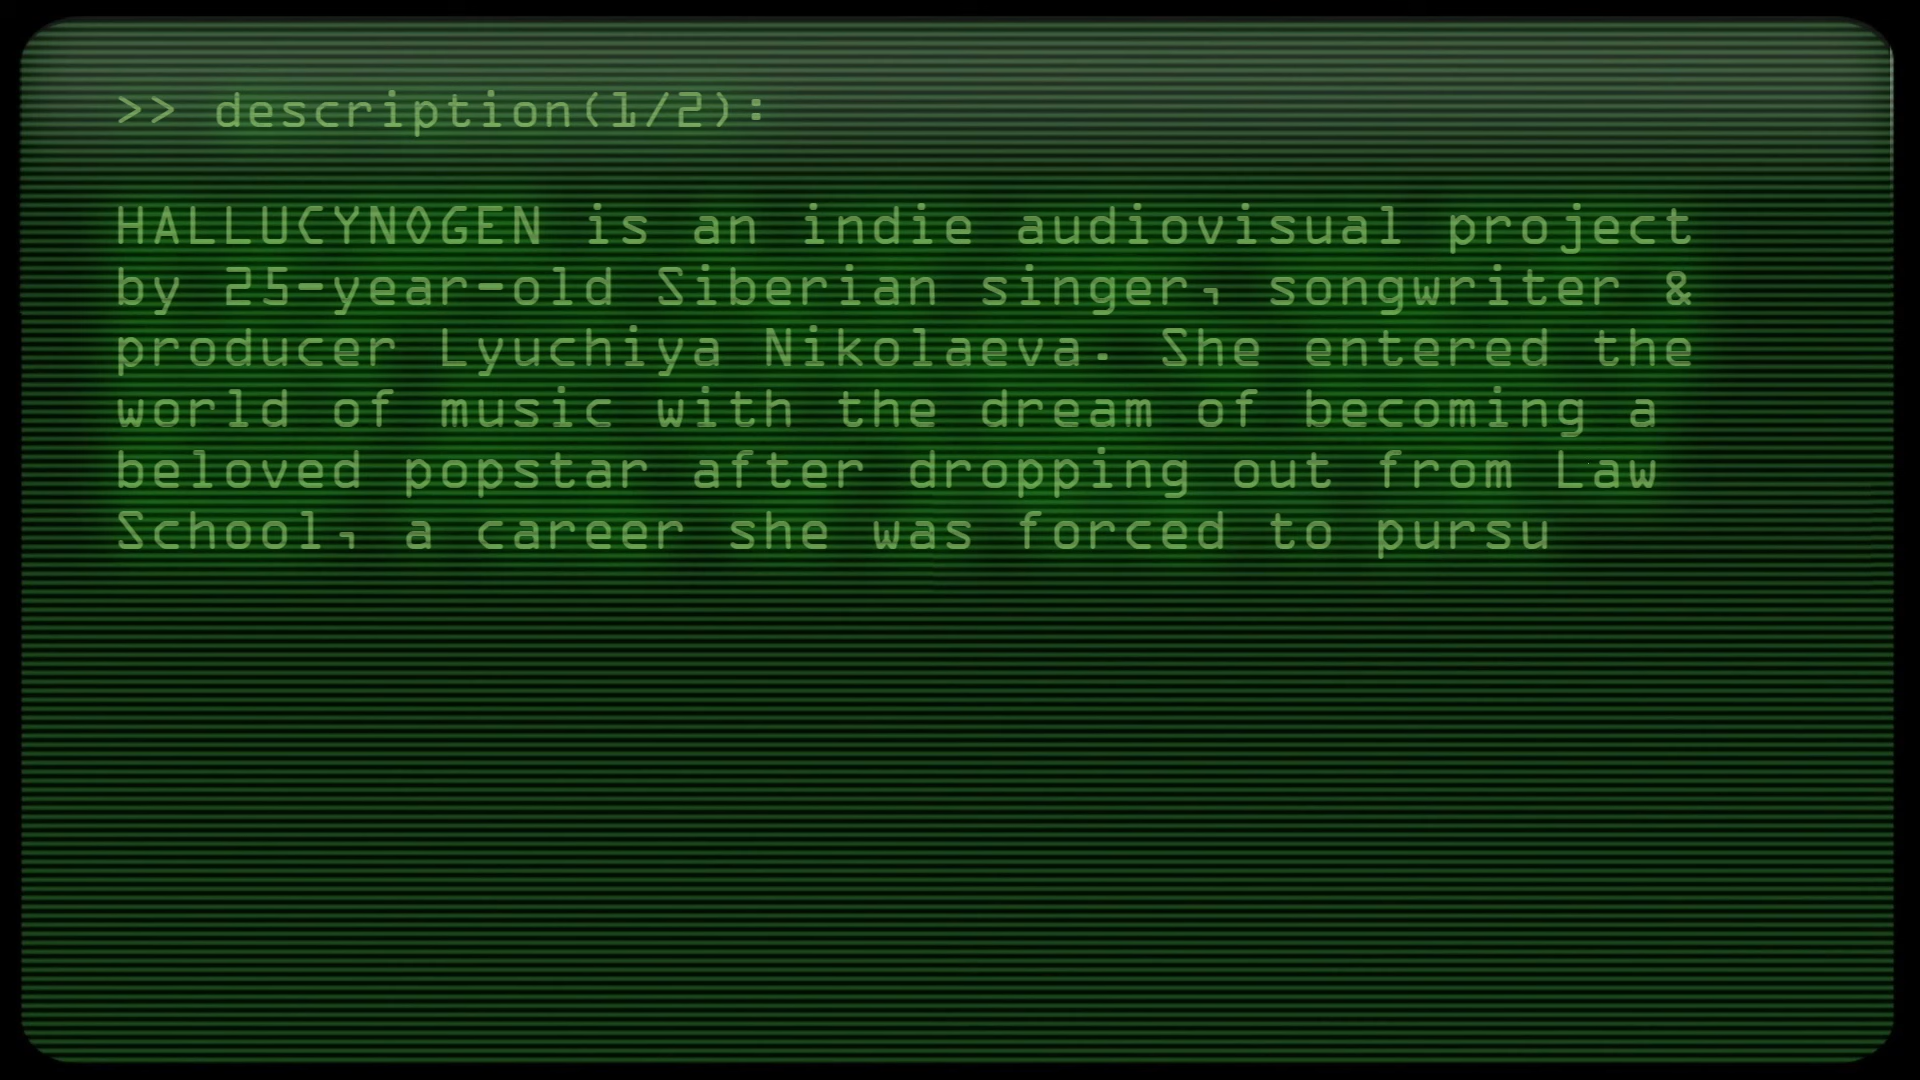 >> description(1/2):
HALLUCYNOGEN is an indie audiovisual project
by 25-year-old Siberian singer, songwriter &
producer Lyuchiya Nikolaeva. She entered the
world of music with the dream of becoming a
beloved popstar after dropping out from Law
School, a career she was forced to pursu